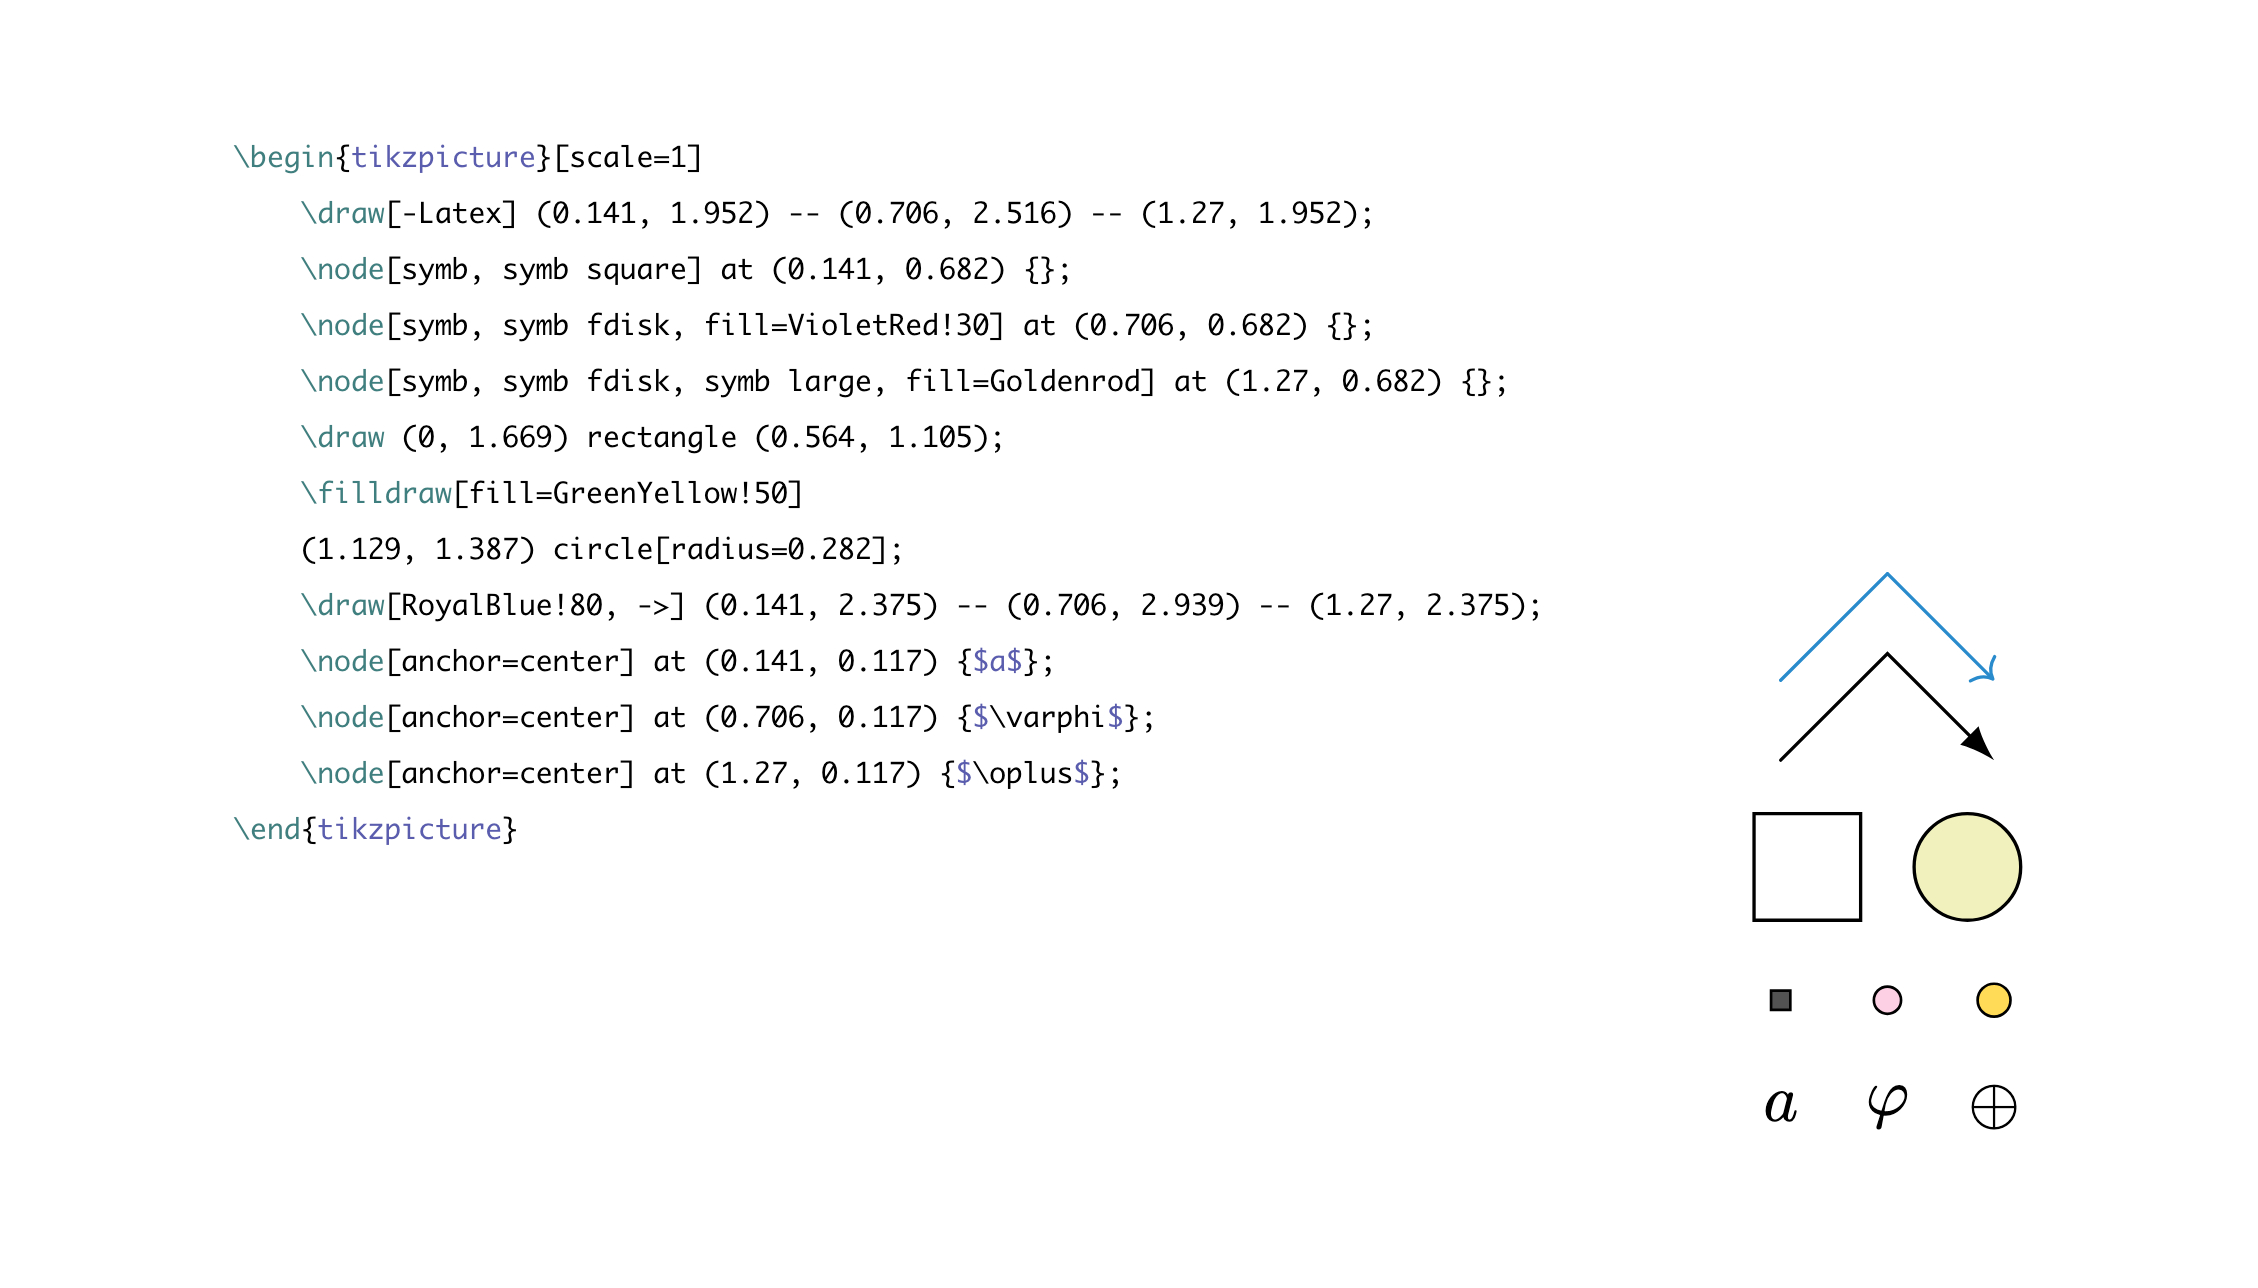 \begin{tikzpicture}[scale=1]
\draw[-Latex] (0.141, 1.952) -- (0.706, 2.516) -- (1.27, 1.952);
\node[symb, symb square] at (0.141, 0.682) {};
\node[symb, symb fdisk, fill=VioletRed!30] at (0.706, 0.682) {};
\node[symb, symb fdisk, symb large, fill=Goldenrod] at (1.27, 0.682) {};
\draw (0, 1.669) rectangle (0.564, 1.105);
\filldraw[fill=GreenYellow!50]
(1.129, 1.387) circle[radius=0.282];
\draw[RoyalBlue!80, ->] (0.141, 2.375) -- (0.706, 2.939) -- (1.27, 2.375);
\node[anchor=center] at (0.141, 0.117) {$a$};
\node[anchor=center] at (0.706, 0.117) {$\varphi$};
\node[anchor=center] at (1.27, 0.117) {$\oplus$};
\end{tikzpicture}
a φ ⊕